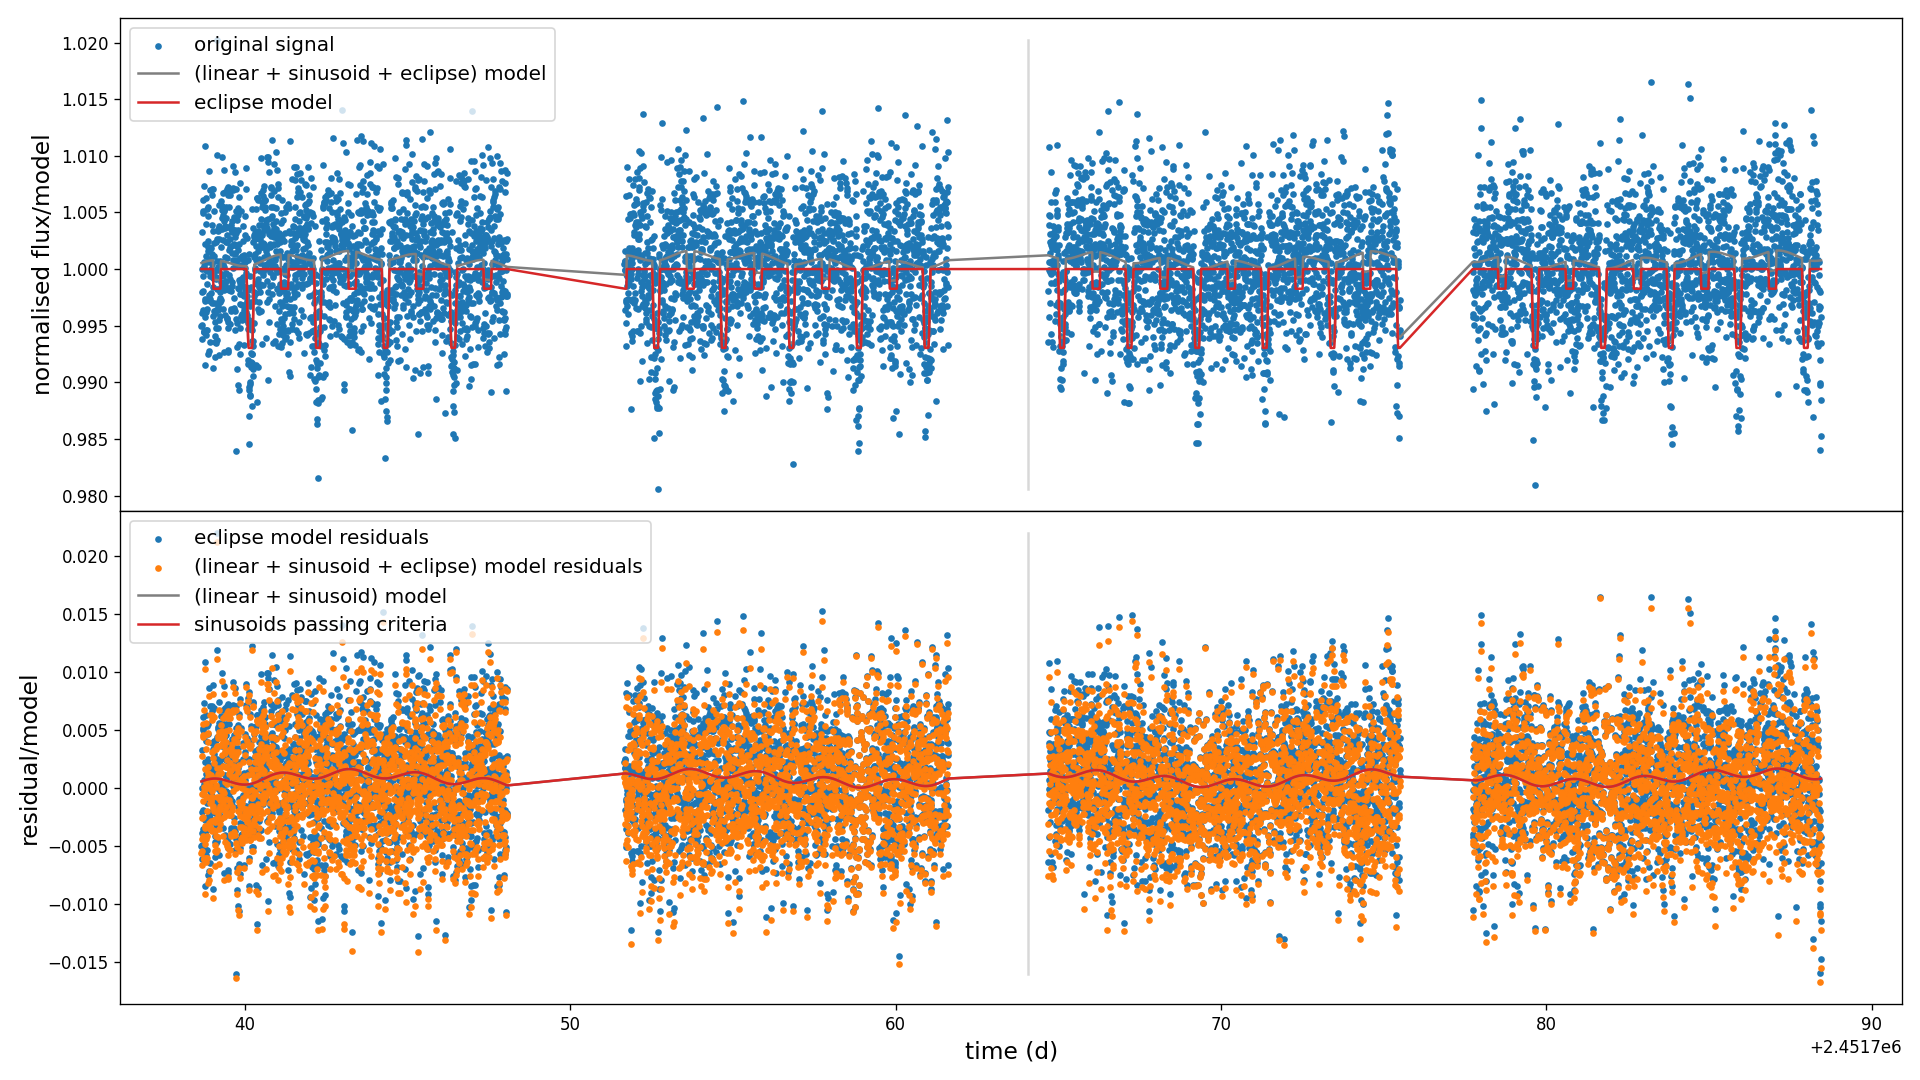 1.020
1.015
1.010
1.005
1.000
0.995
0.990
0.985
0.980
normalised flux/model
original signal
(linear + sinusoid + eclipse) model
eclipse model
0.020
0.015
0.010
0.005
0.000
−0.005
−0.010
−0.015
residual/model
eclipse model residuals
(linear + sinusoid + eclipse) model residuals
(linear + sinusoid) model
sinusoids passing criteria
40
50
60
70
80
90
time (d)
+2.4517e6